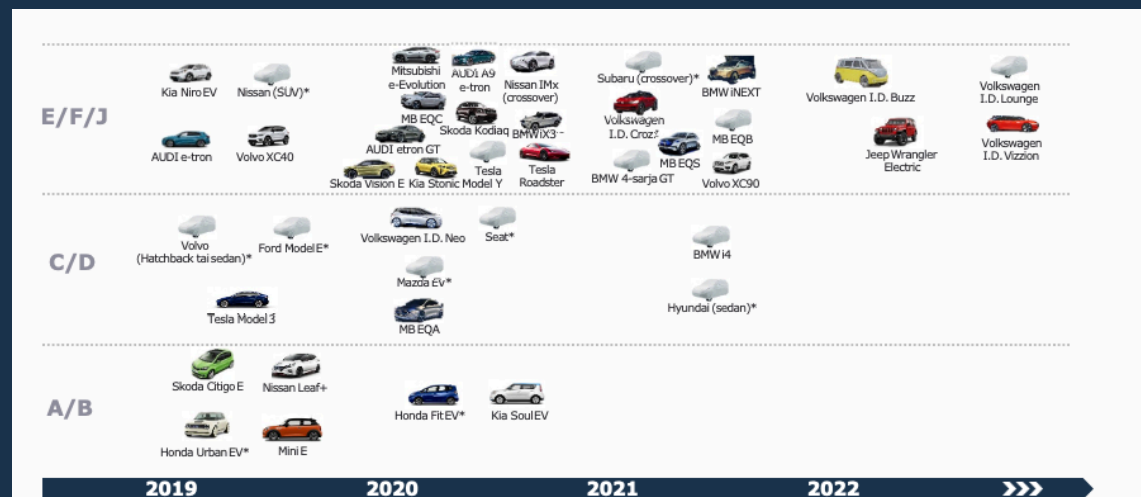 E/F/J
Kia Niro EV
Nissan (SUV)*
AUDI e-tron
Volvo XC40
Mitsubishi
e-Evolution
AUDI A9
e-tron
Nissan IMx
(crossover)
MB EQC
Skoda Kodiaq
BMW iX3
AUDI etron GT
Skoda Vision E
Kia Stonic
Tesla
Model Y
Tesla
Roadster
Subaru (crossover)*
BMW iNEXT
Volkswagen
I.D. Croz*
MB EQB
MB EQS
BMW 4-sarja GT
Volvo XC90
Volkswagen I.D. Buzz
Jeep Wrangler
Electric
Volkswagen
I.D. Lounge
Volkswagen
I.D. Vizzion
C/D
Volvo
(Hatchback tai sedan)*
Ford Model E*
Tesla Model 3
Volkswagen I.D. Neo
Seat*
Mazda EV*
MB EQA
BMW i4
Hyundai (sedan)*
A/B
Skoda Citigo E
Nissan Leaf+
Honda Urban EV*
Mini E
Honda Fit EV*
Kia Soul EV
2019 2020 2021 2022 >>>